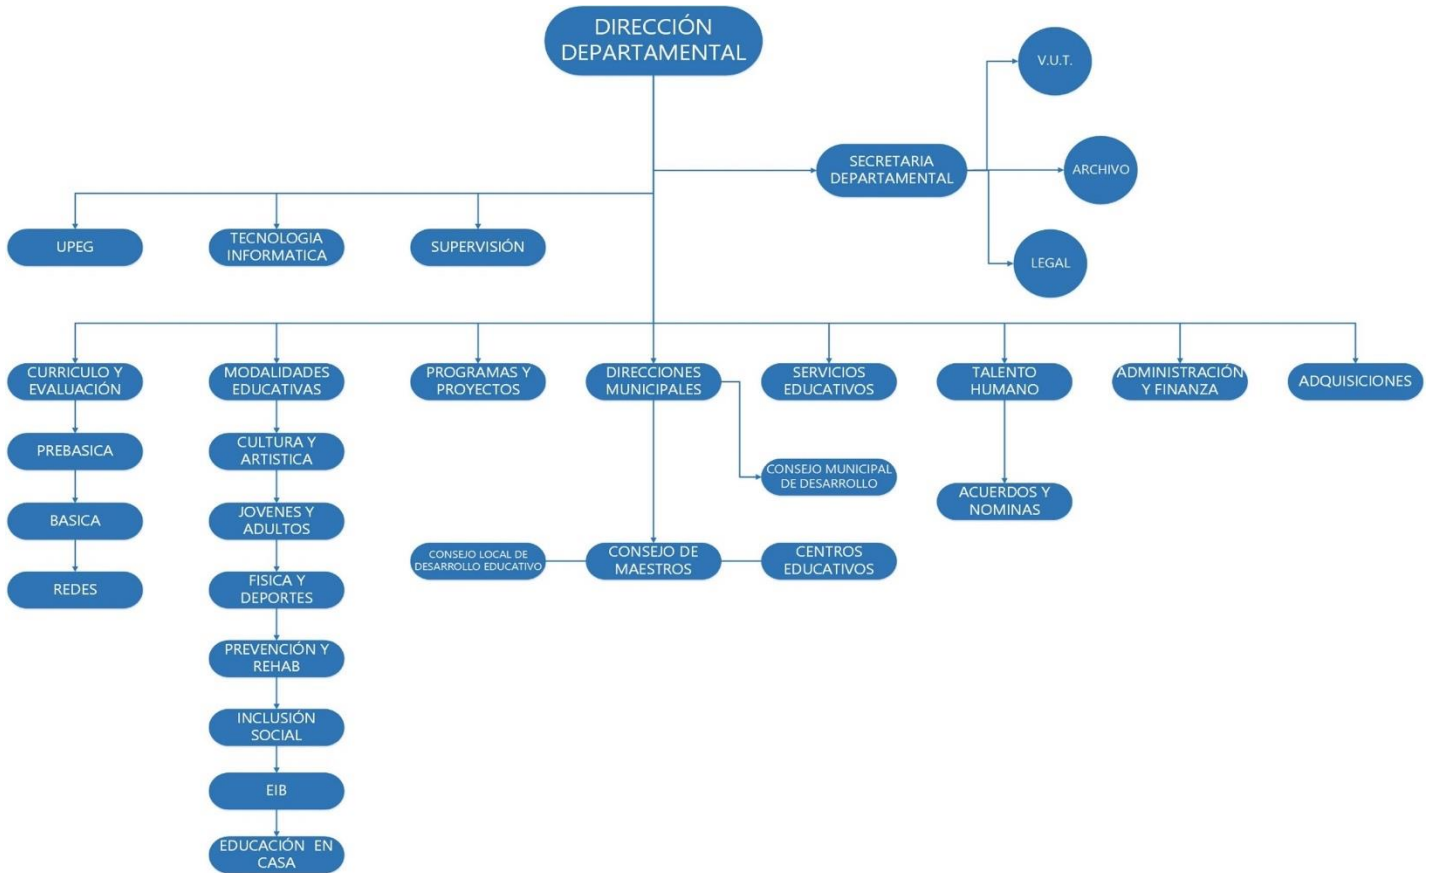 DIRECCIÓN
DEPARTAMENTAL
V.U.T.
SECRETARIA
DEPARTAMENTAL
ARCHIVO
LEGAL
UPEG
TECNOLOGIA
INFORMATICA
SUPERVISIÓN
CURRICULO Y
EVALUACIÓN
MODALIDADES
EDUCATIVAS
PROGRAMAS Y
PROYECTOS
DIRECCIONES
MUNICIPALES
SERVICIOS
EDUCATIVOS
TALENTO
HUMANO
ADMINISTRACIÓN
Y FINANZA
ADQUISICIONES
PREBASICA
CULTURA Y
ARTISTICA
CONSEJO MUNICIPAL
DE DESARROLLO
ACUERDOS Y
NOMINAS
BASICA
JOVENES Y
ADULTOS
CONSEJO LOCAL DE
DESARROLLO EDUCATIVO
CONSEJO DE
MAESTROS
CENTROS
EDUCATIVOS
REDES
FISICA Y
DEPORTES
PREVENCIÓN Y
REHAB
INCLUSIÓN
SOCIAL
EIB
EDUCACIÓN EN
CASA